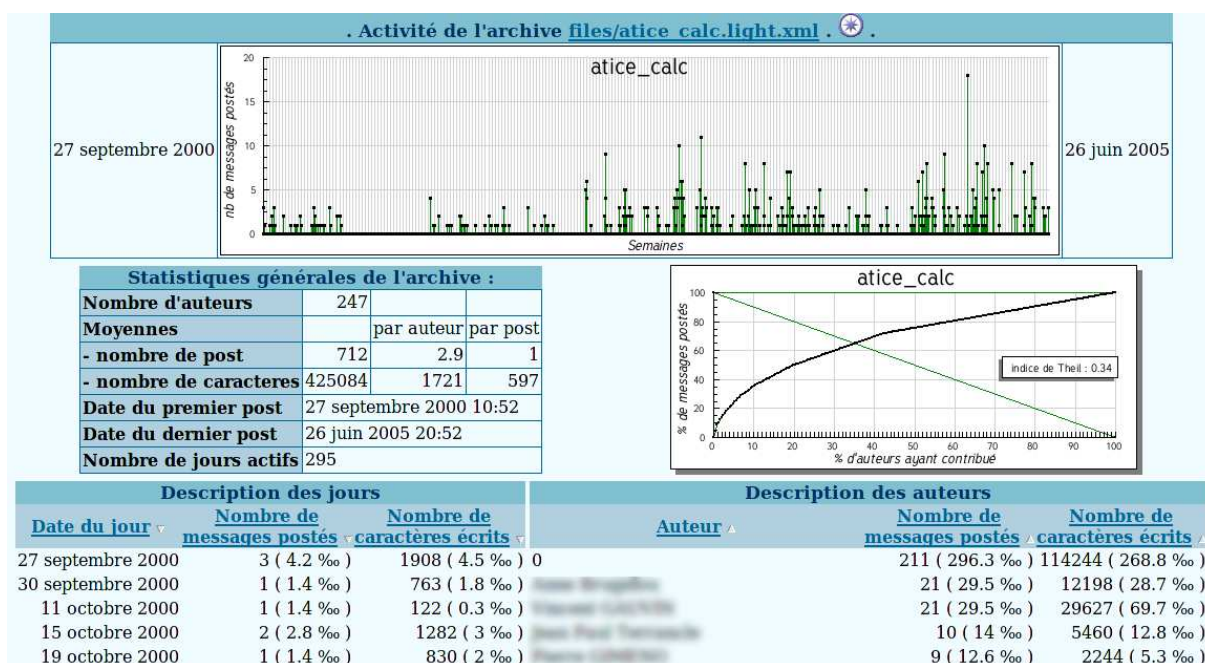 . Activité de l'archive files/atice_calc.light.xml . .
atice_calc
20
15
10
5
0
nb de messages postés
Semaines
27 septembre 2000
26 juin 2005
Statistiques générales de l'archive :
Nombre d'auteurs 247
Moyennes par auteur par post
- nombre de post 712 2.9 1
- nombre de caracteres 425084 1721 597
Date du premier post 27 septembre 2000 10:52
Date du dernier post 26 juin 2005 20:52
Nombre de jours actifs 295
atice_calc
100
80
60
40
20
0
% de messages postés
indice de Theil : 0.34
0 10 20 30 40 50 60 70 80 90 100
% d'auteurs ayant contribué
Description des jours
Date du jour Nombre de messages postés Nombre de caractères écrits
27 septembre 2000 3 ( 4.2 ‰ ) 1908 ( 4.5 ‰ )
30 septembre 2000 1 ( 1.4 ‰ ) 763 ( 1.8 ‰ )
11 octobre 2000 1 ( 1.4 ‰ ) 122 ( 0.3 ‰ )
15 octobre 2000 2 ( 2.8 ‰ ) 1282 ( 3 ‰ )
19 octobre 2000 1 ( 1.4 ‰ ) 830 ( 2 ‰ )
Description des auteurs
Auteur Nombre de messages postés Nombre de caractères écrits
0 211 ( 296.3 ‰ ) 114244 ( 268.8 ‰ )
21 ( 29.5 ‰ ) 12198 ( 28.7 ‰ )
21 ( 29.5 ‰ ) 29627 ( 69.7 ‰ )
10 ( 14 ‰ ) 5460 ( 12.8 ‰ )
9 ( 12.6 ‰ ) 2244 ( 5.3 ‰ )